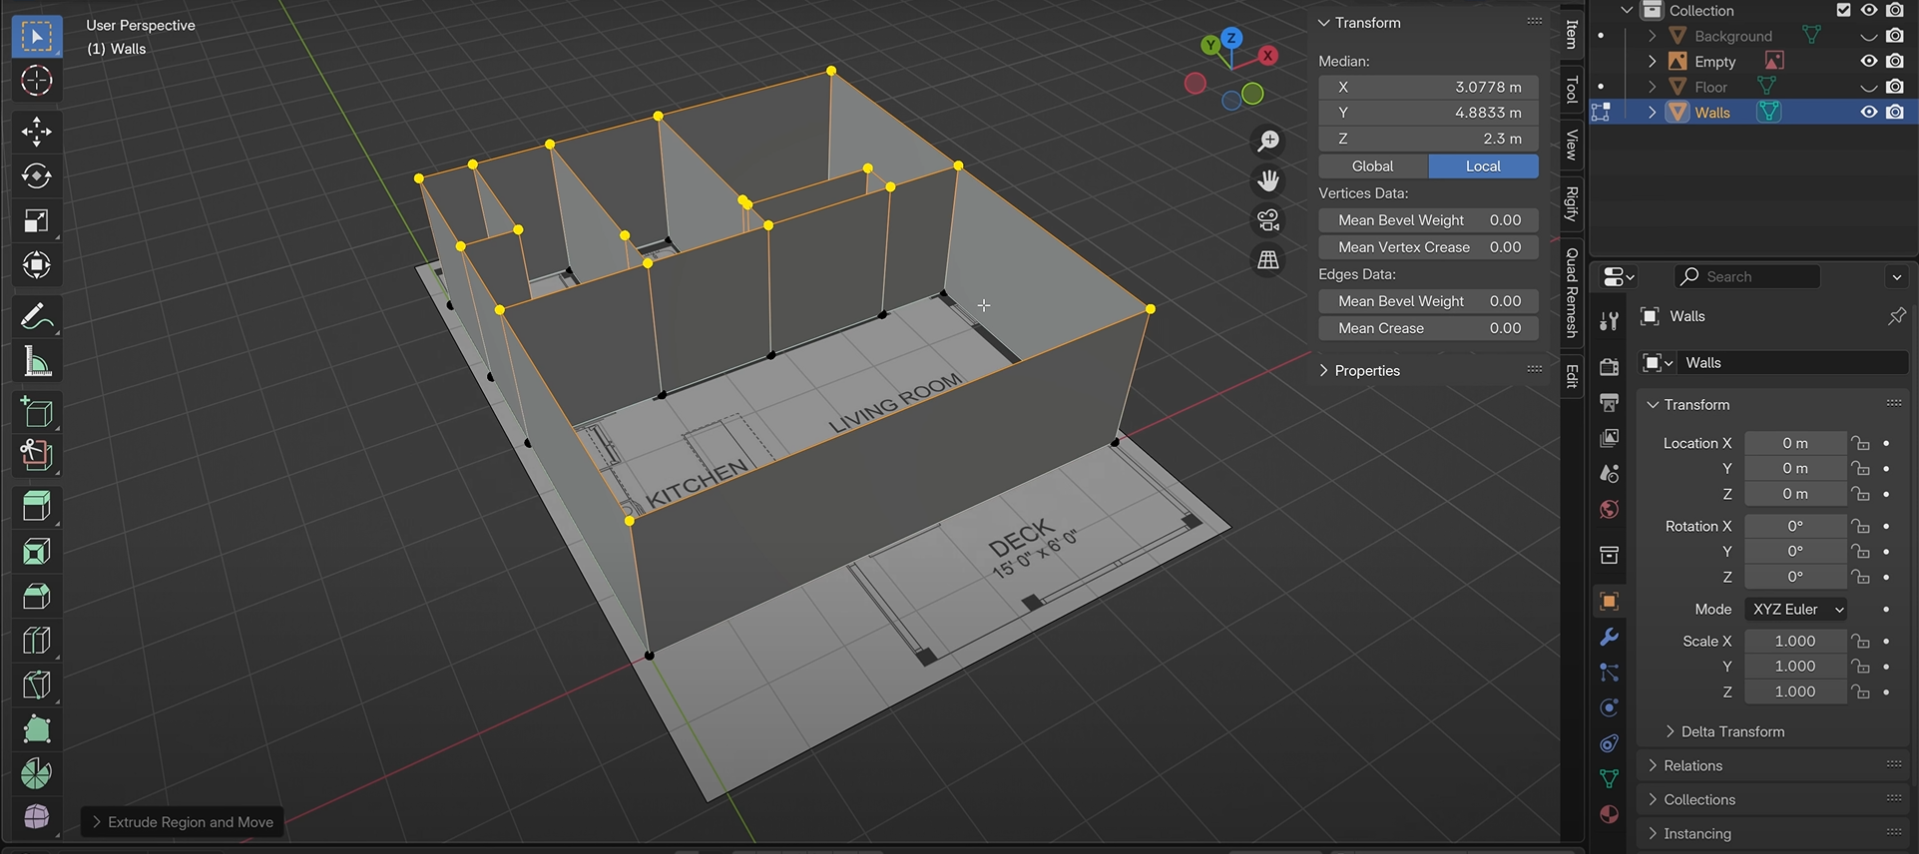 User Perspective
(1) Walls
Y
Z
X
KITCHEN
LIVING ROOM
DECK
15' 0" x 6' 0"
Extrude Region and Move
Transform
Median:
X 3.0778 m
Y 4.8833 m
Z 2.3 m
Global Local
Vertices Data:
Mean Bevel Weight 0.00
Mean Vertex Crease 0.00
Edges Data:
Mean Bevel Weight 0.00
Mean Crease 0.00
Properties
Item
Tool
View
Rigify
Quad Remesh
Edit
Collection
Background
Empty
Floor
Walls
Search
Walls
Walls
Transform
Location X 0 m
Y 0 m
Z 0 m
Rotation X 0°
Y 0°
Z 0°
Mode XYZ Euler
Scale X 1.000
Y 1.000
Z 1.000
Delta Transform
Relations
Collections
Instancing